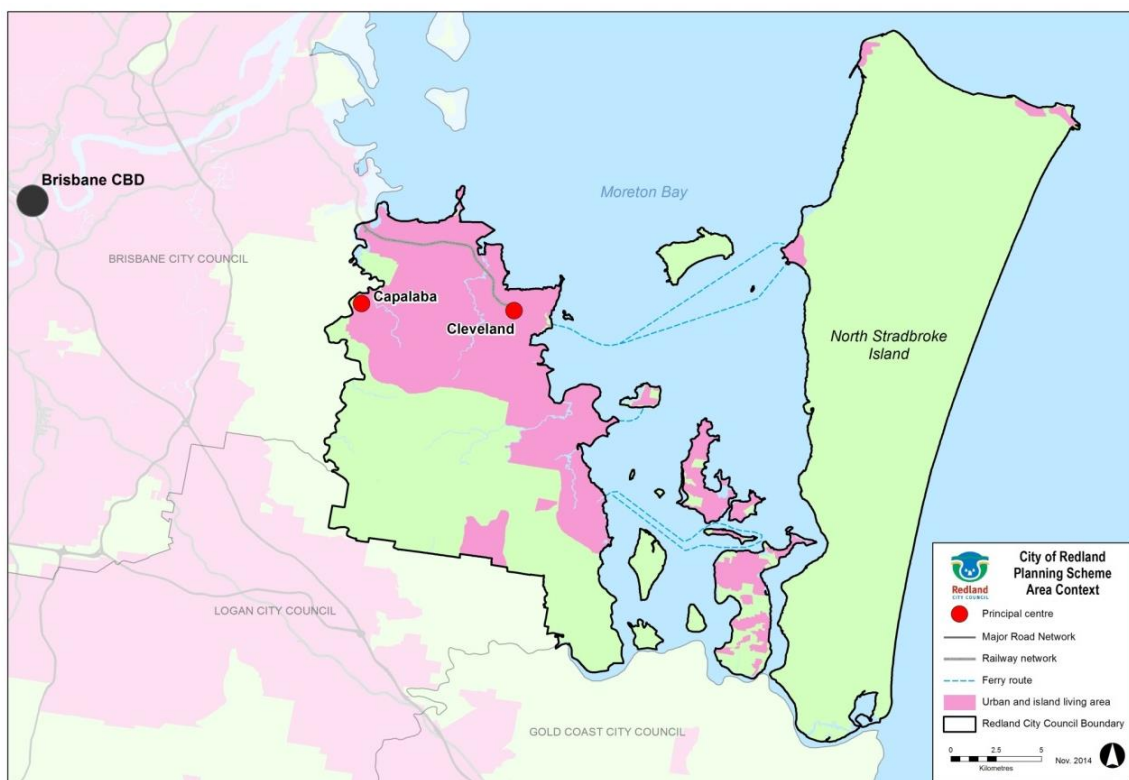 Moreton Bay
Brisbane CBD
BRISBANE CITY COUNCIL
Capalaba
Cleveland
North Stradbroke
Island
LOGAN CITY COUNCIL
GOLD COAST CITY COUNCIL
Redland
CITY COUNCIL
City of Redland
Planning Scheme
Area Context
Principal centre
Major Road Network
Railway network
Ferry route
Urban and island living area
Redland City Council Boundary
0 2.5 5
Kilometres
Nov. 2014